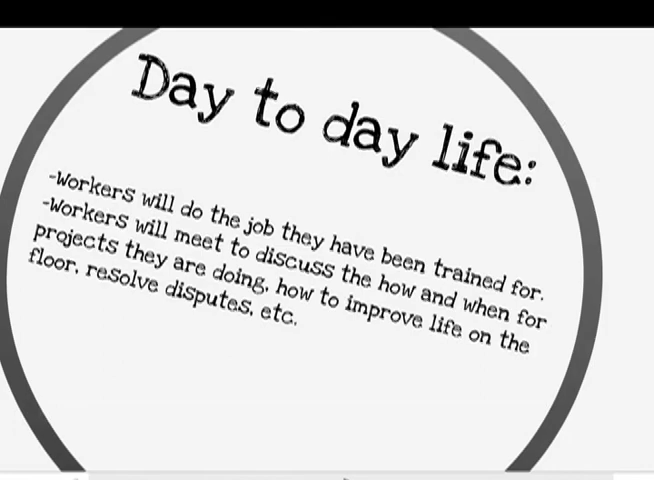 Day to day life:
-Workers will do the job they have been trained for.
-Workers will meet to discuss the how and when for
projects they are doing, how to improve life on the
floor, resolve disputes, etc.